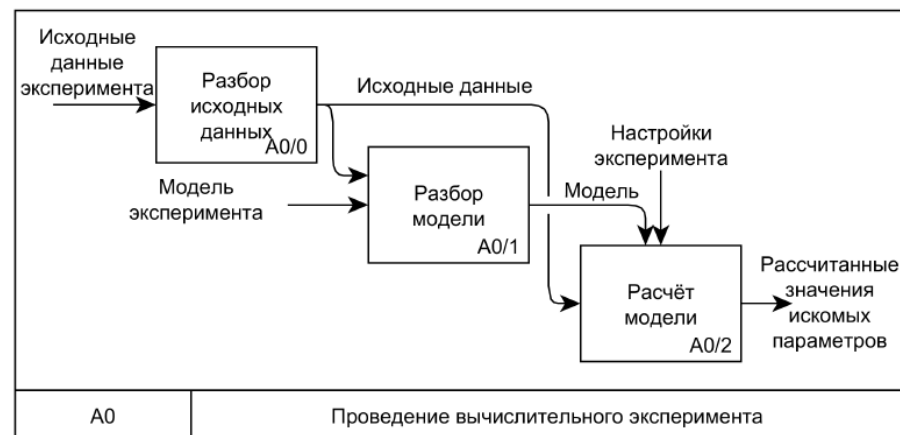 Исходные
данные
эксперимента
Разбор
исходных
данных
A0/0
Исходные данные
Модель
эксперимента
Разбор
модели
A0/1
Модель
Настройки
эксперимента
Расчёт
модели
A0/2
Рассчитанные
значения
искомых
параметров
A0
Проведение вычислительного эксперимента